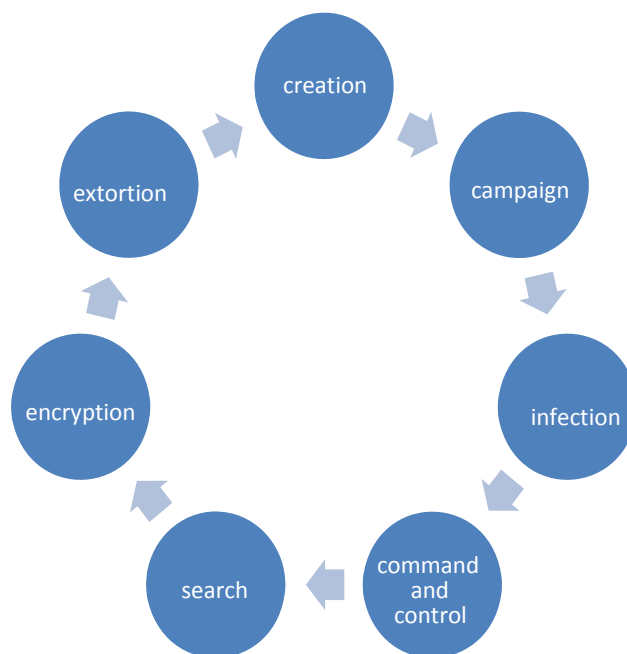 creation
campaign
infection
command
and
control
search
encryption
extortion